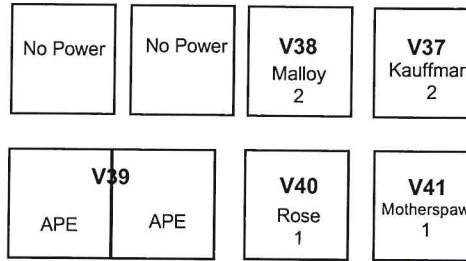 No Power
No Power
V38
Malloy
2
V37
Kauffman
2
V39
APE
APE
V40
Rose
1
V41
Motherspaw
1